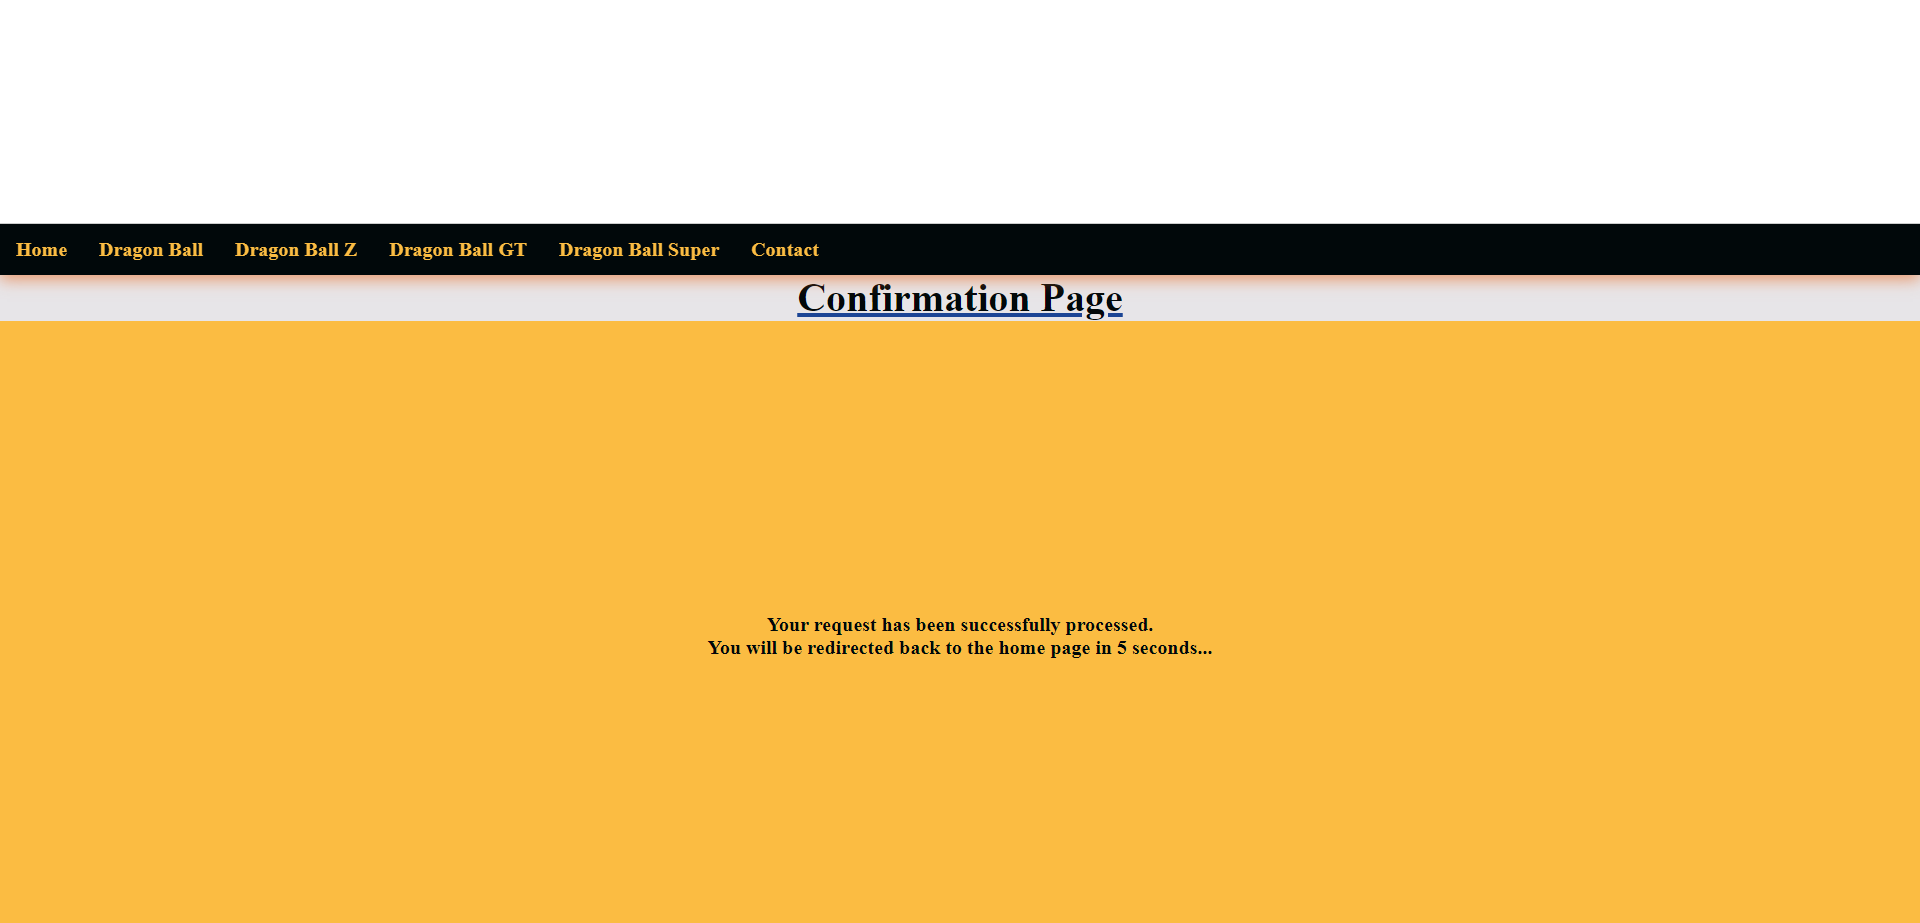 Home Dragon Ball Dragon Ball Z Dragon Ball GT Dragon Ball Super Contact
Confirmation Page
Your request has been successfully processed.
You will be redirected back to the home page in 5 seconds...